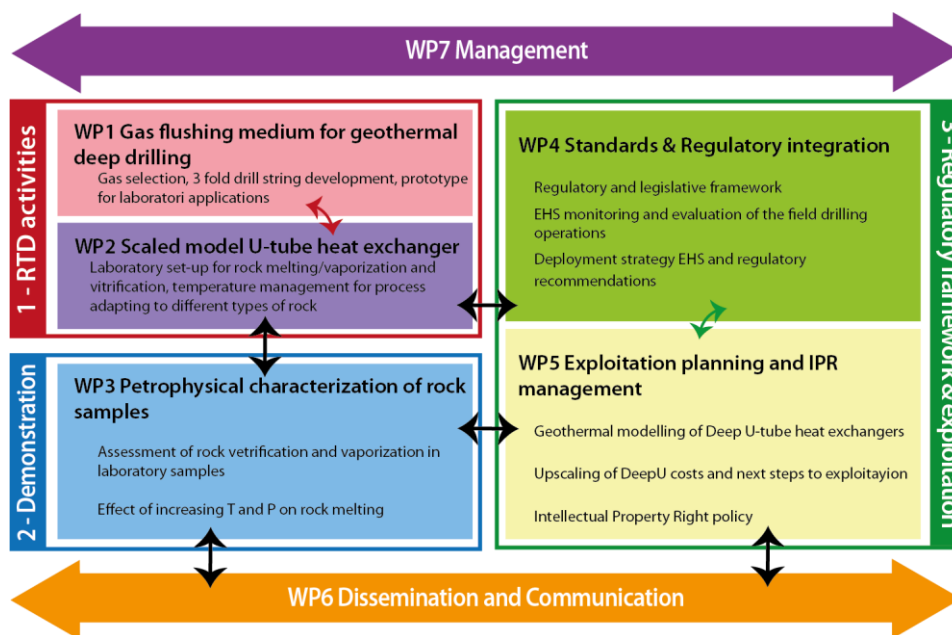 WP7 Management
1 - RTD activities
WP1 Gas flushing medium for geothermal
deep drilling
Gas selection, 3 fold drill string development, prototype
for laboratori applications
WP2 Scaled model U-tube heat exchanger
Laboratory set-up for rock melting/vaporization and
vitrification, temperature management for process
adapting to different types of rock
2 - Demonstration
WP3 Petrophysical characterization of rock
samples
Assessment of rock vetrification and vaporization in
laboratory samples
Effect of increasing T and P on rock melting
WP4 Standards & Regulatory integration
Regulatory and legislative framework
EHS monitoring and evaluation of the field drilling
operations
Deployment strategy EHS and regulatory
recommendations
WP5 Exploitation planning and IPR
management
Geothermal modelling of Deep U-tube heat exchangers
Upscaling of DeepU costs and next steps to exploitayion
Intellectual Property Right policy
3 - Regulatory framework & exploitation
WP6 Dissemination and Communication